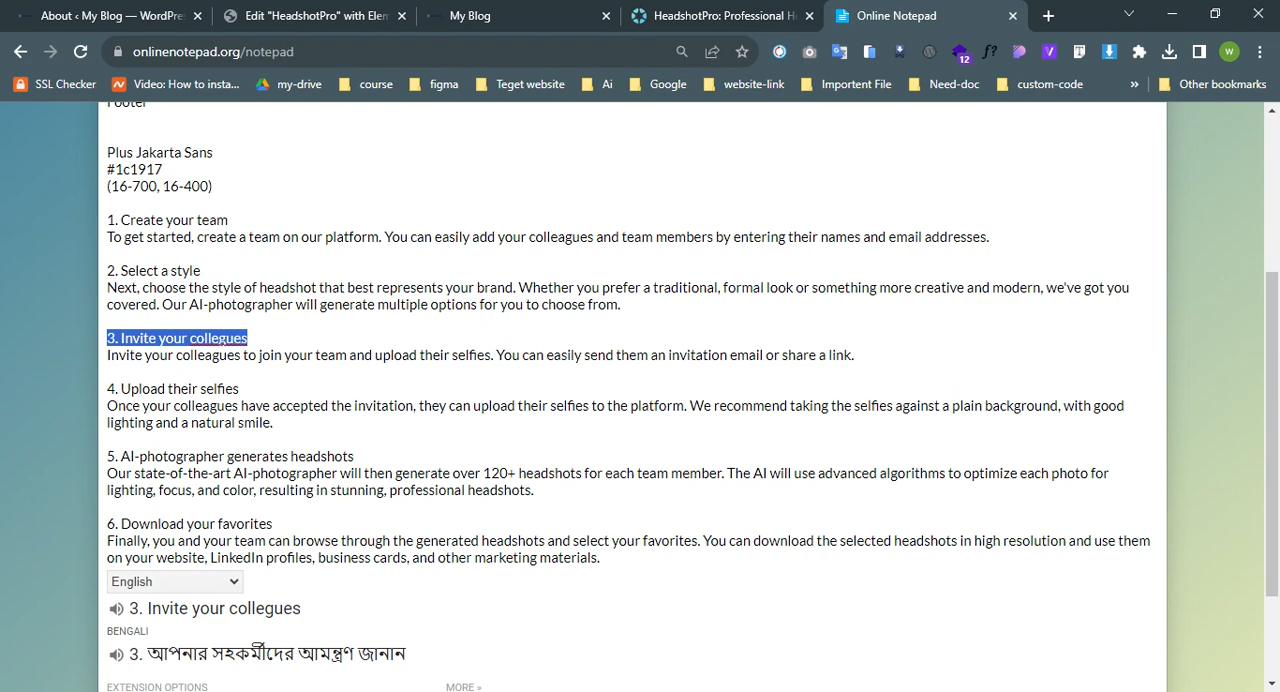 About ‹ My Blog — WordPre
Edit "HeadshotPro" with Elem
My Blog
HeadshotPro: Professional H
Online Notepad
onlinenotepad.org/notepad
12
f?
W
SSL Checker
Video: How to insta...
my-drive
course
figma
Teget website
Ai
Google
website-link
Importent File
Need-doc
custom-code
»
Other bookmarks
Footer
Plus Jakarta Sans
#1c1917
(16-700, 16-400)
1. Create your team
To get started, create a team on our platform. You can easily add your colleagues and team members by entering their names and email addresses.
2. Select a style
Next, choose the style of headshot that best represents your brand. Whether you prefer a traditional, formal look or something more creative and modern, we've got you
covered. Our AI-photographer will generate multiple options for you to choose from.
3. Invite your collegues
Invite your colleagues to join your team and upload their selfies. You can easily send them an invitation email or share a link.
4. Upload their selfies
Once your colleagues have accepted the invitation, they can upload their selfies to the platform. We recommend taking the selfies against a plain background, with good
lighting and a natural smile.
5. AI-photographer generates headshots
Our state-of-the-art AI-photographer will then generate over 120+ headshots for each team member. The AI will use advanced algorithms to optimize each photo for
lighting, focus, and color, resulting in stunning, professional headshots.
6. Download your favorites
Finally, you and your team can browse through the generated headshots and select your favorites. You can download the selected headshots in high resolution and use them
on your website, LinkedIn profiles, business cards, and other marketing materials.
English
3. Invite your collegues
BENGALI
3. আপনার সহকর্মীদের আমন্ত্রণ জানান
EXTENSION OPTIONS
MORE »